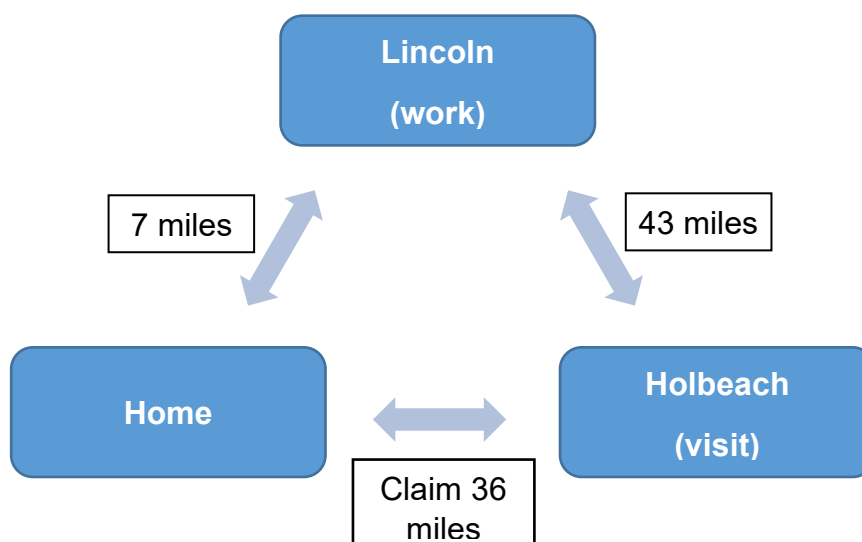 Lincoln
(work)
7 miles
43 miles
Home
Holbeach
(visit)
Claim 36
miles